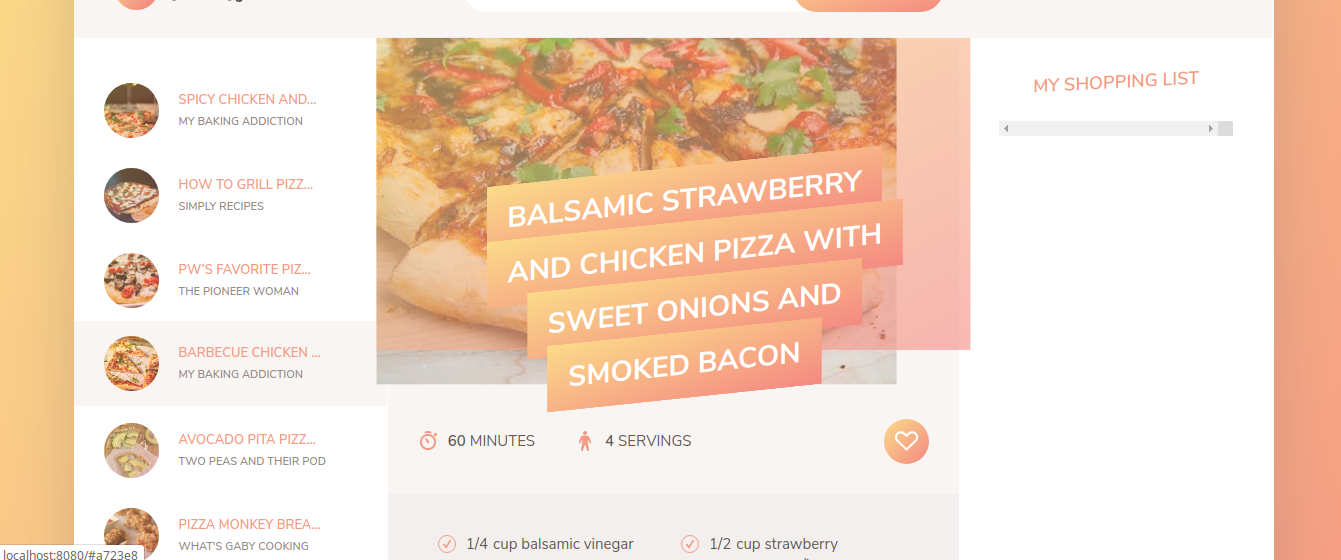 SPICY CHICKEN AND...
MY BAKING ADDICTION
HOW TO GRILL PIZZ...
SIMPLY RECIPES
PW'S FAVORITE PIZ...
THE PIONEER WOMAN
BARBECUE CHICKEN ...
MY BAKING ADDICTION
AVOCADO PITA PIZZ...
TWO PEAS AND THEIR POD
PIZZA MONKEY BREA...
WHAT'S GABY COOKING
localhost:8080/#a723e8
BALSAMIC STRAWBERRY
AND CHICKEN PIZZA WITH
SWEET ONIONS AND
SMOKED BACON
60 MINUTES
4 SERVINGS
1/4 cup balsamic vinegar
1/2 cup strawberry
MY SHOPPING LIST